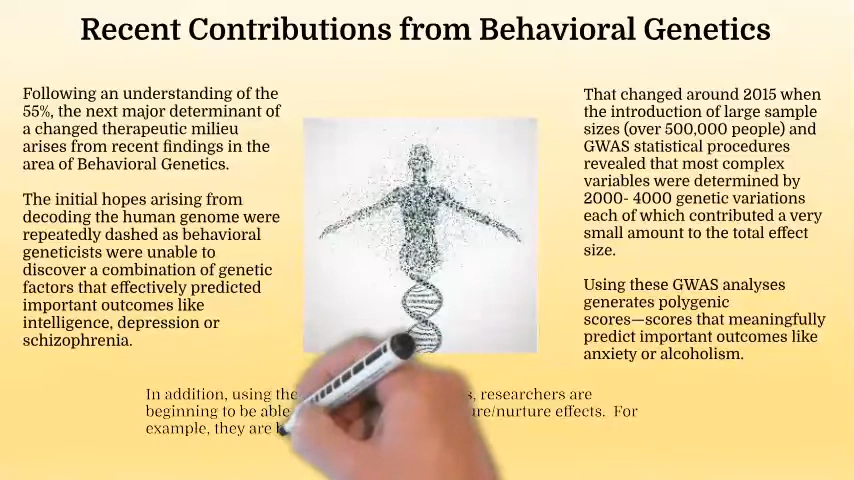 Recent Contributions from Behavioral Genetics
Following an understanding of the
55%, the next major determinant of
a changed therapeutic milieu
arises from recent findings in the
area of Behavioral Genetics.
The initial hopes arising from
decoding the human genome were
repeatedly dashed as behavioral
geneticists were unable to
discover a combination of genetic
factors that effectively predicted
important outcomes like
intelligence, depression or
schizophrenia.
That changed around 2015 when
the introduction of large sample
sizes (over 500,000 people) and
GWAS statistical procedures
revealed that most complex
variables were determined by
2000- 4000 genetic variations
each of which contributed a very
small amount to the total effect
size.
Using these GWAS analyses
generates polygenic
scores—scores that meaningfully
predict important outcomes like
anxiety or alcoholism.
In addition, using the researchers are
beginning to be able ure/nurture effects. For
example, they are